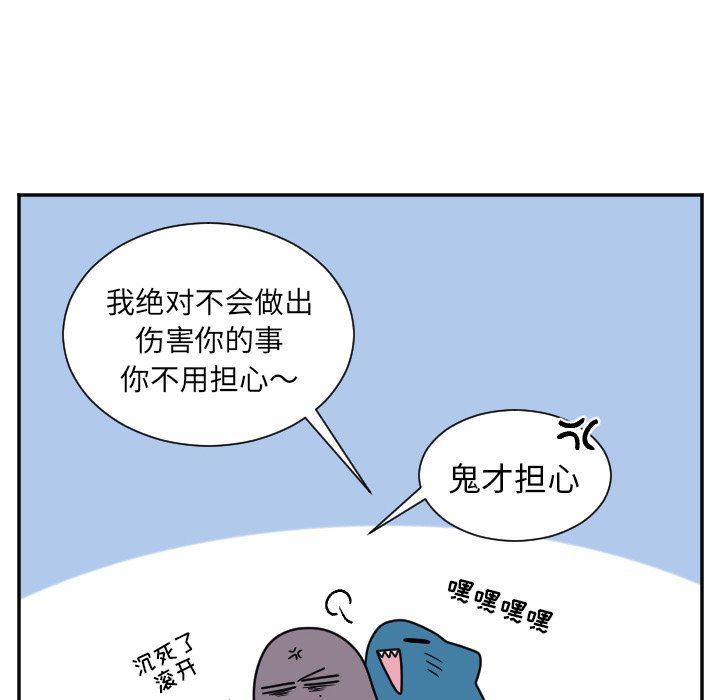 我绝对不会做出
伤害你的事
你不用担心～
鬼才担心
嘿嘿嘿嘿
沉死了
滚开